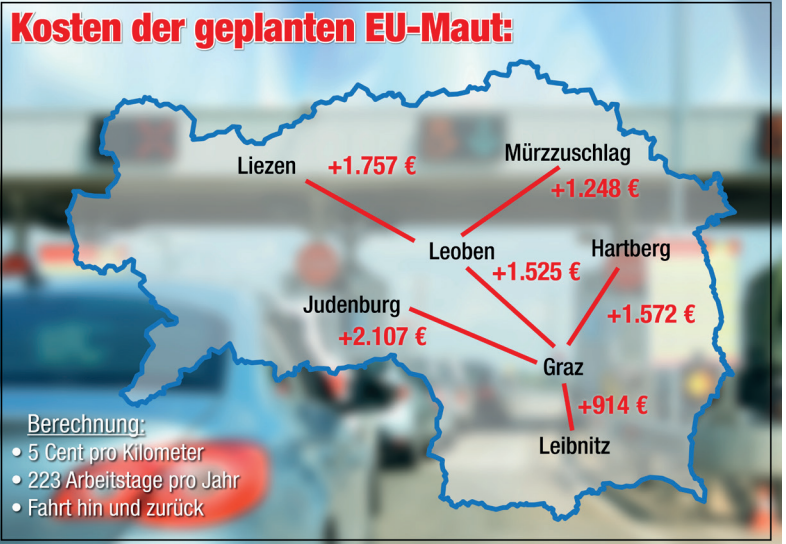 Kosten der geplanten EU-Maut:
Mürzzuschlag
Liezen
+1.757 €
+1.248 €
Leoben
Hartberg
+1.525 €
Judenburg
+1.572 €
+2.107 €
Graz
+914 €
Leibnitz
Berechnung:
• 5 Cent pro Kilometer
• 223 Arbeitstage pro Jahr
• Fahrt hin und zurück